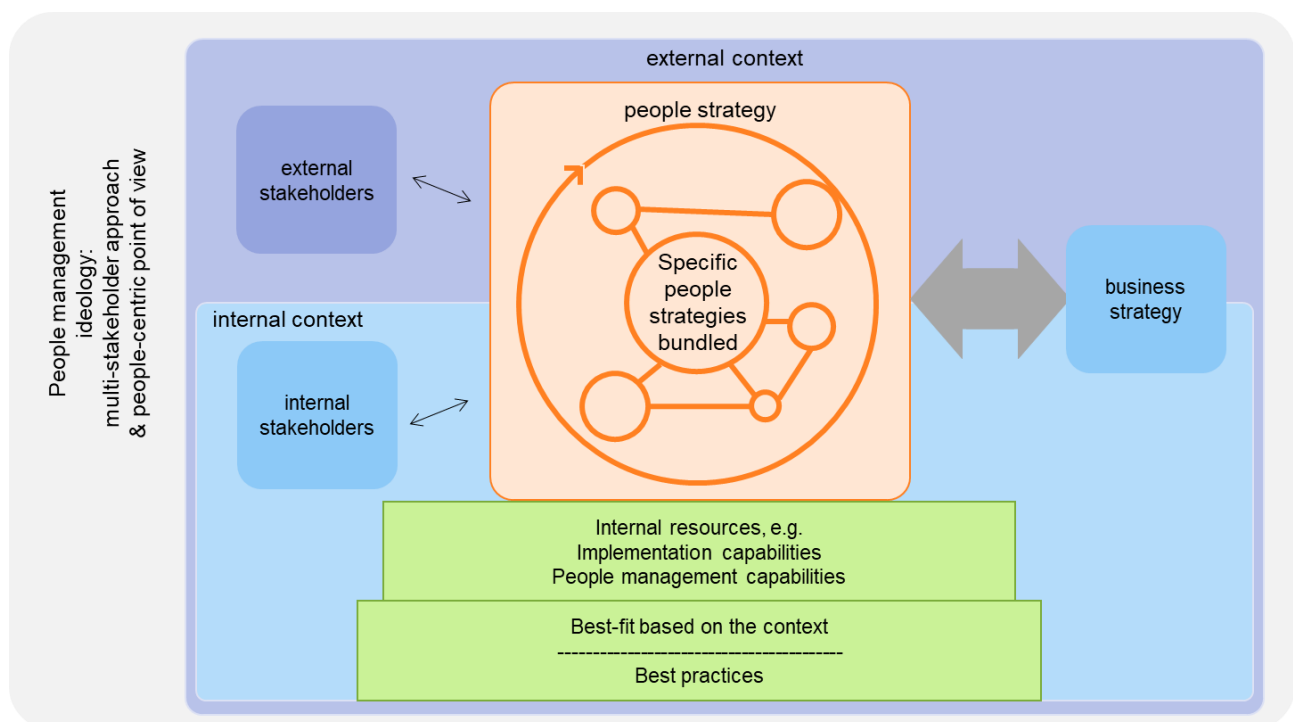 People management
ideology:
multi-stakeholder approach
& people-centric point of view
external context
people strategy
external
stakeholders
Specific
people
strategies
bundled
business
strategy
internal context
internal
stakeholders
Internal resources, e.g.
Implementation capabilities
People management capabilities
Best-fit based on the context
----------------------------------------
Best practices